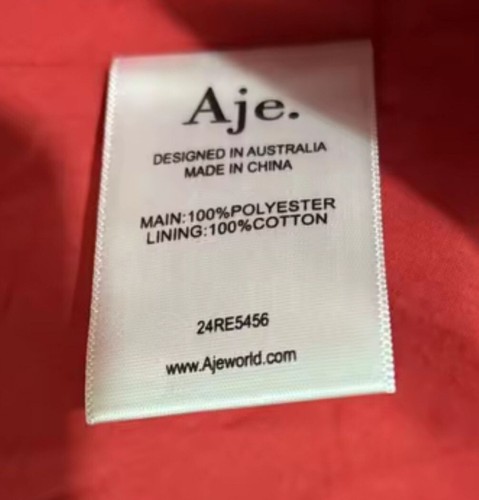 Aje.
DESIGNED IN AUSTRALIA
MADE IN CHINA
MAIN:100%POLYESTER
LINING:100%COTTON
24RE5456
www.Ajeworld.com